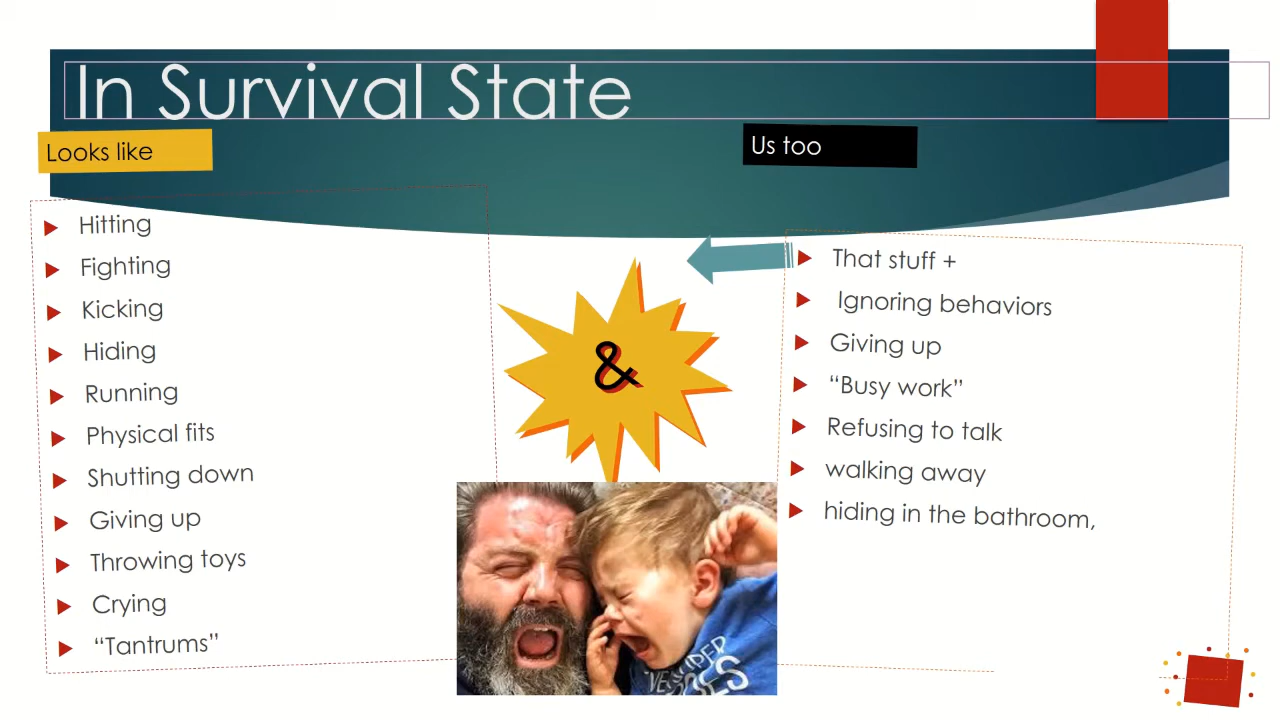 In Survival State
Looks like
Us too
Hitting
Fighting
Kicking
Hiding
Running
Physical fits
Shutting down
Giving up
Throwing toys
Crying
“Tantrums”
&
That stuff +
Ignoring behaviors
Giving up
“Busy work”
Refusing to talk
walking away
hiding in the bathroom,